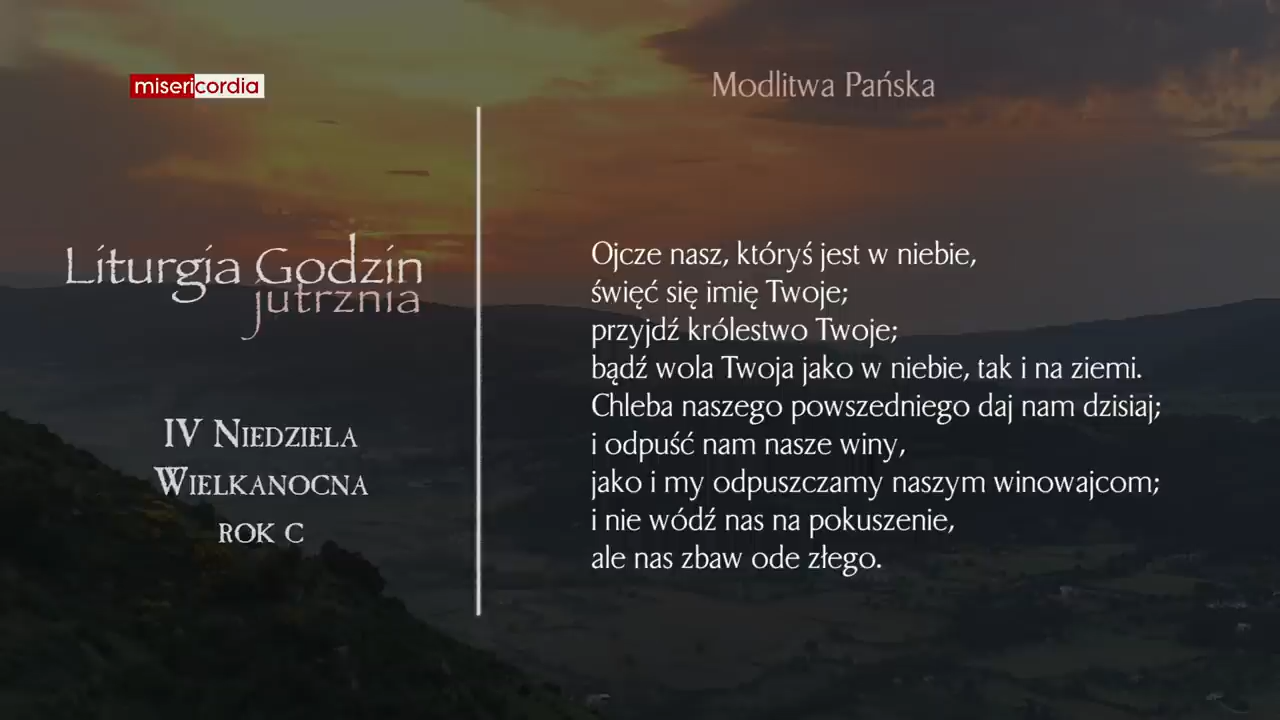 misericordia
Liturgia Godzin
jutrznia
IV Niedziela
Wielkanocna
rok c
Modlitwa Pańska
Ojcze nasz, któryś jest w niebie,
święć się imię Twoje;
przyjdź królestwo Twoje;
bądź wola Twoja jako w niebie, tak i na ziemi.
Chleba naszego powszedniego daj nam dzisiaj;
i odpuść nam nasze winy,
jako i my odpuszczamy naszym winowajcom;
i nie wódź nas na pokuszenie,
ale nas zbaw ode złego.